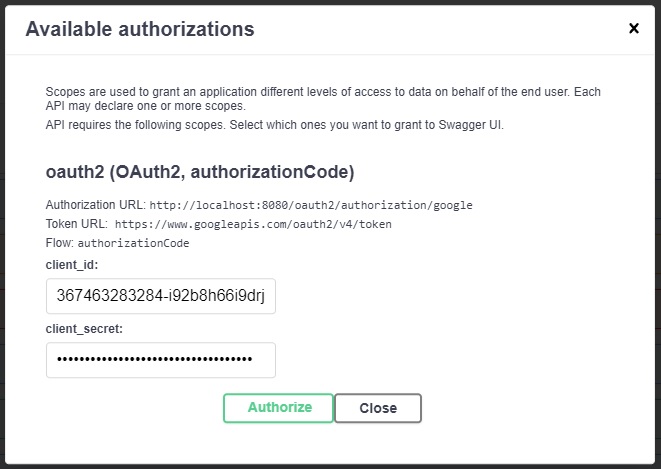 Available authorizations
×
Scopes are used to grant an application different levels of access to data on behalf of the end user. Each
API may declare one or more scopes.
API requires the following scopes. Select which ones you want to grant to Swagger UI.
oauth2 (OAuth2, authorizationCode)
Authorization URL: http://localhost:8080/oauth2/authorization/google
Token URL: https://www.googleapis.com/oauth2/v4/token
Flow: authorizationCode
client_id:
367463283284-i92b8h66i9drj
client_secret:
•••••••••••••••••••••••••••••••••••
Authorize Close